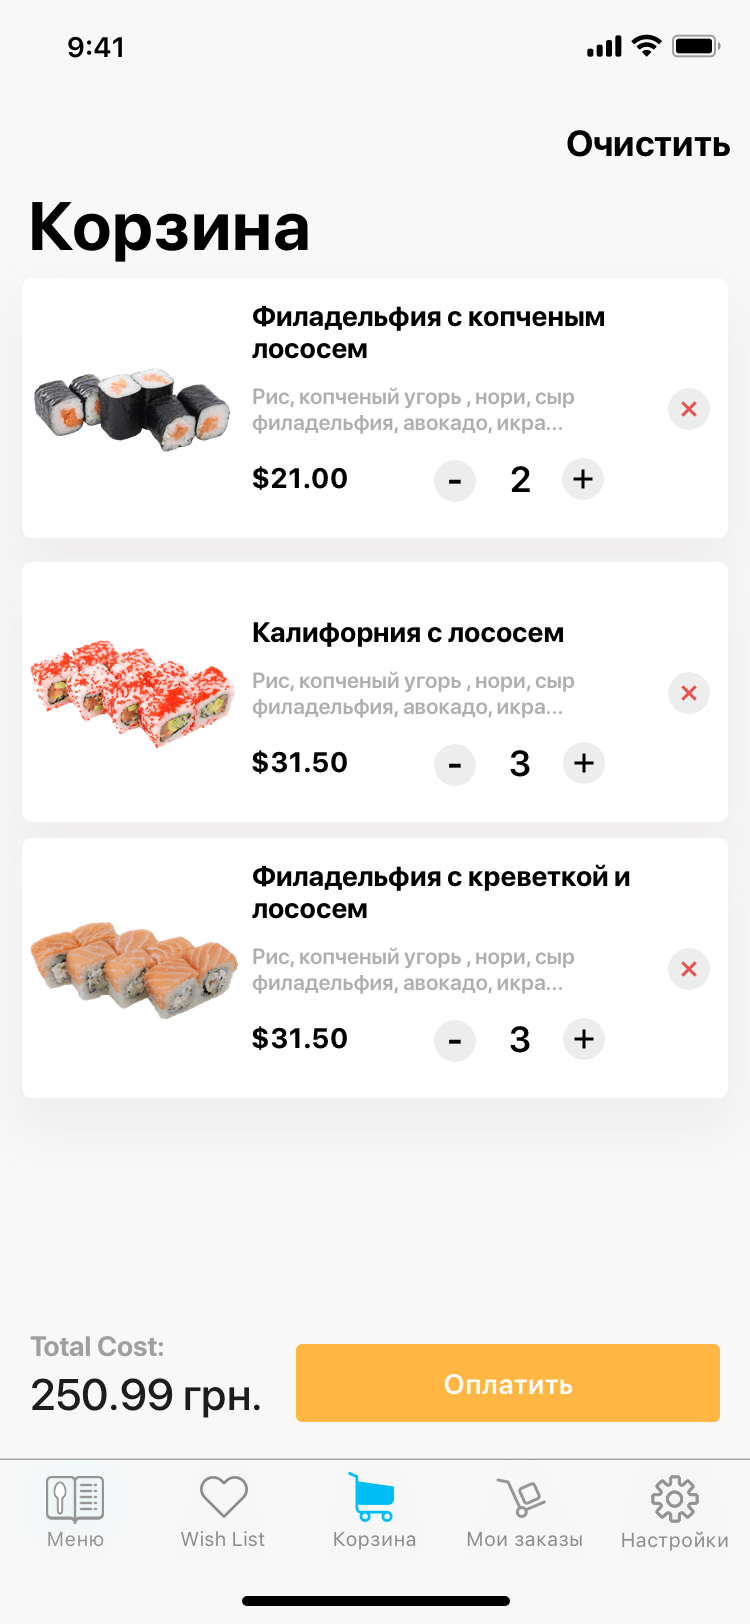 9:41
Очистить
Корзина
Филадельфия с копченым
лососем
Рис, копченый угорь , нори, сыр
филадельфия, авокадо, икра...
$21.00 - 2 +
Калифорния с лососем
Рис, копченый угорь , нори, сыр
филадельфия, авокадо, икра...
$31.50 - 3 +
Филадельфия с креветкой и
лососем
Рис, копченый угорь , нори, сыр
филадельфия, авокадо, икра...
$31.50 - 3 +
Total Cost:
250.99 грн.
Оплатить
Меню Wish List Корзина Мои заказы Настройки